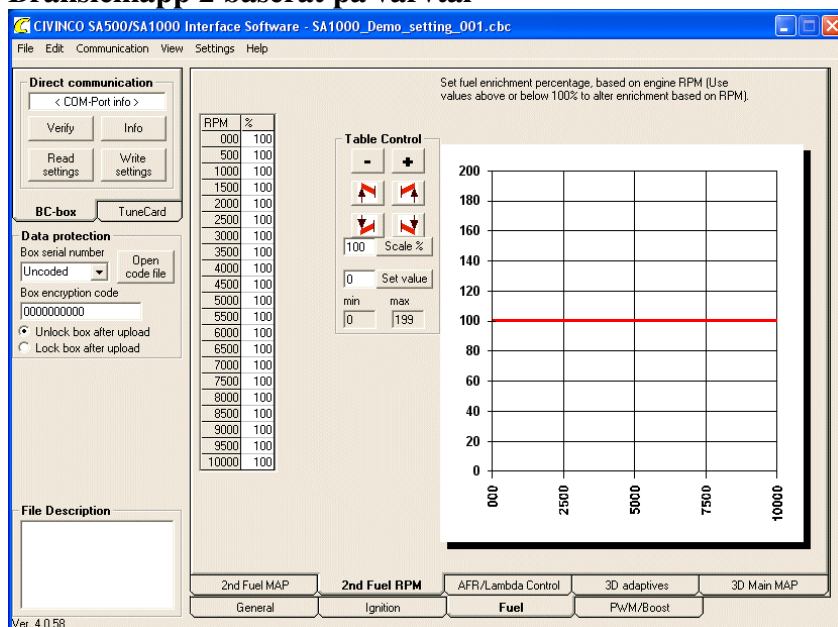 Bränslemapp 2 baserat på varvtal
CIVINCO SA500/SA1000 Interface Software - SA1000_Demo_setting_001.cbc
File Edit Communication View Settings Help
Direct communication
< COM-Port info >
Verify Info
Read settings Write settings
BC-box TuneCard
Data protection
Box serial number
Uncoded Open code file
Box encryption code
0000000000
Unlock box after upload
Lock box after upload
File Description
Ver. 4.0.58
Set fuel enrichment percentage, based on engine RPM (Use
values above or below 100% to alter enrichment based on RPM).
RPM %
000 100
500 100
1000 100
1500 100
2000 100
2500 100
3000 100
3500 100
4000 100
4500 100
5000 100
5500 100
6000 100
6500 100
7000 100
7500 100
8000 100
8500 100
9000 100
9500 100
10000 100
Table Control
- +
100 Scale %
0 Set value
min max
0 199
200
180
160
140
120
100
80
60
40
20
0
000 2500 5000 7500 10000
2nd Fuel MAP 2nd Fuel RPM AFR/Lambda Control 3D adaptives 3D Main MAP
General Ignition Fuel PWM/Boost